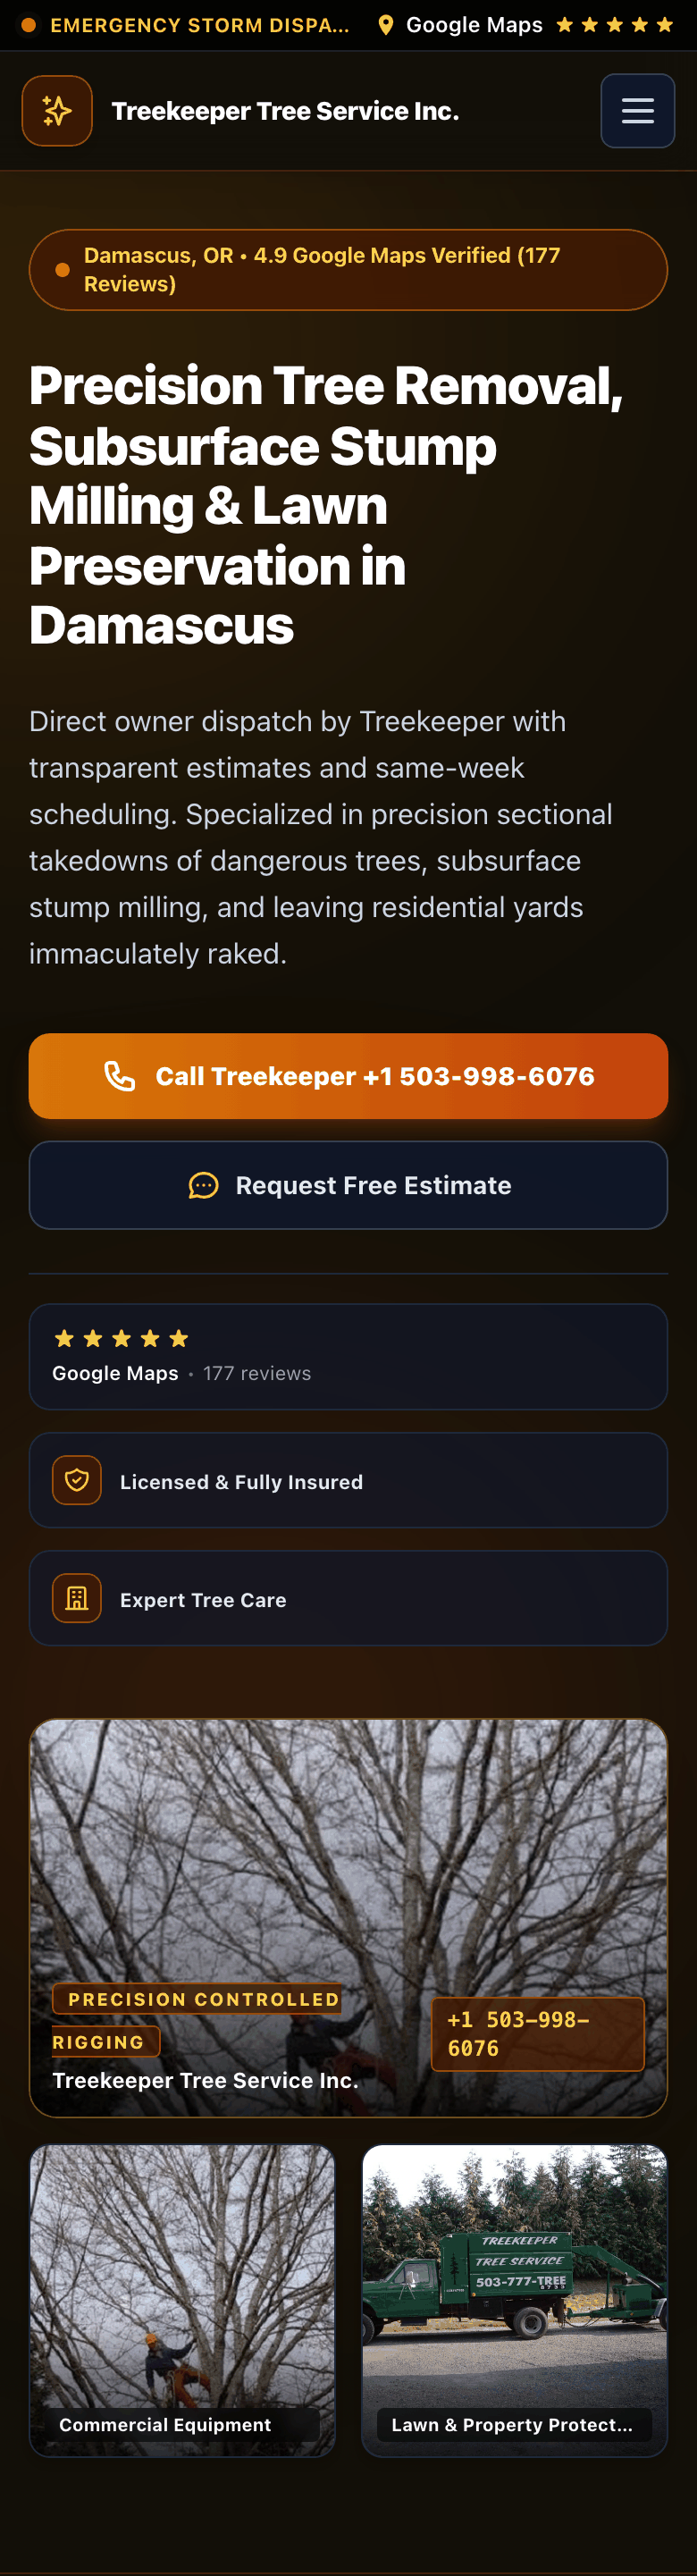 EMERGENCY STORM DISPA... Google Maps
Treekeeper Tree Service Inc.
Damascus, OR • 4.9 Google Maps Verified (177
Reviews)
Precision Tree Removal,
Subsurface Stump
Milling & Lawn
Preservation in
Damascus
Direct owner dispatch by Treekeeper with
transparent estimates and same-week
scheduling. Specialized in precision sectional
takedowns of dangerous trees, subsurface
stump milling, and leaving residential yards
immaculately raked.
Call Treekeeper +1 503-998-6076
Request Free Estimate
Google Maps • 177 reviews
Licensed & Fully Insured
Expert Tree Care
PRECISION CONTROLLED
RIGGING
+1 503-998-
6076
Treekeeper Tree Service Inc.
TREEKEEPER
TREE SERVICE
503-777-TREE
8733
Commercial Equipment
Lawn & Property Protect...